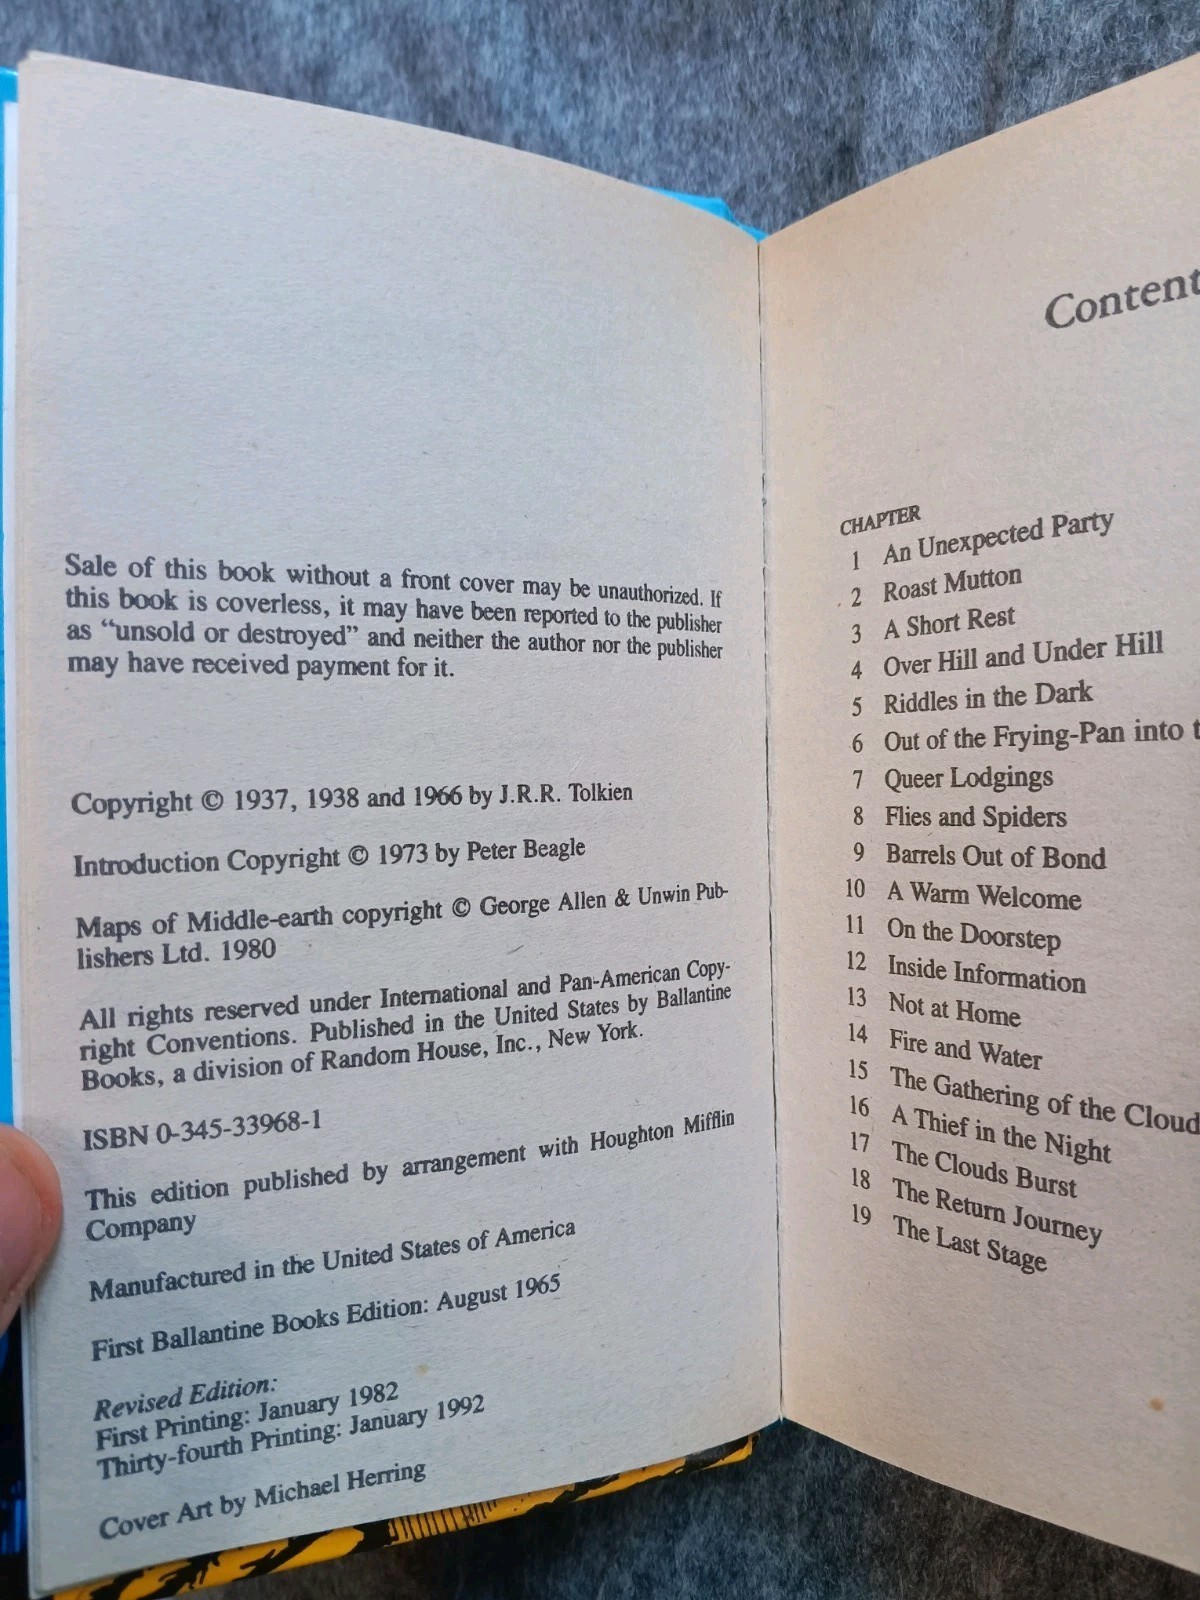 Sale of this book without a front cover may be unauthorized. If
this book is coverless, it may have been reported to the publisher
as “unsold or destroyed” and neither the author nor the publisher
may have received payment for it.
Copyright © 1937, 1938 and 1966 by J.R.R. Tolkien
Introduction Copyright © 1973 by Peter Beagle
Maps of Middle-earth copyright © George Allen & Unwin Pub-
lishers Ltd. 1980
All rights reserved under International and Pan-American Copy-
right Conventions. Published in the United States by Ballantine
Books, a division of Random House, Inc., New York.
ISBN 0-345-33968-1
This edition published by arrangement with Houghton Mifflin
Company
Manufactured in the United States of America
First Ballantine Books Edition: August 1965
Revised Edition:
First Printing: January 1982
Thirty-fourth Printing: January 1992
Cover Art by Michael Herring
Content
CHAPTER
1 An Unexpected Party
2 Roast Mutton
3 A Short Rest
4 Over Hill and Under Hill
5 Riddles in the Dark
6 Out of the Frying-Pan into
7 Queer Lodgings
8 Flies and Spiders
9 Barrels Out of Bond
10 A Warm Welcome
11 On the Doorstep
12 Inside Information
13 Not at Home
14 Fire and Water
15 The Gathering of the Cloud
16 A Thief in the Night
17 The Clouds Burst
18 The Return Journey
19 The Last Stage